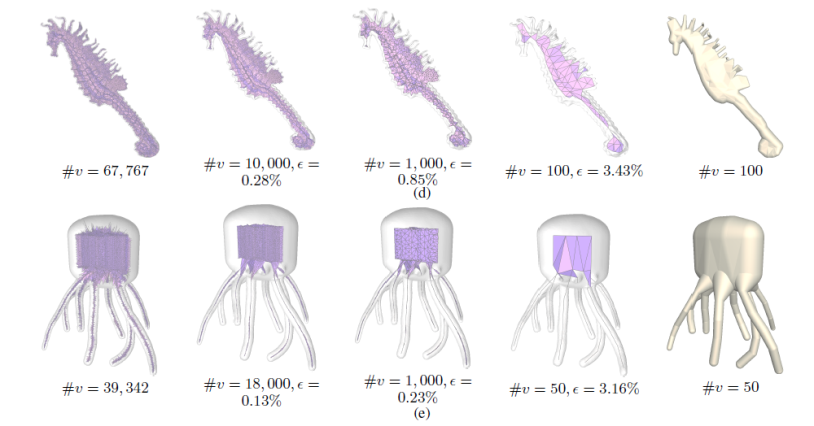 #v = 67,767
#v = 10,000, ϵ =
0.28%
#v = 1,000, ϵ =
0.85%
#v = 100, ϵ = 3.43%
#v = 100
(d)
#v = 39,342
#v = 18,000, ϵ =
0.13%
#v = 1,000, ϵ =
0.23%
#v = 50, ϵ = 3.16%
#v = 50
(e)